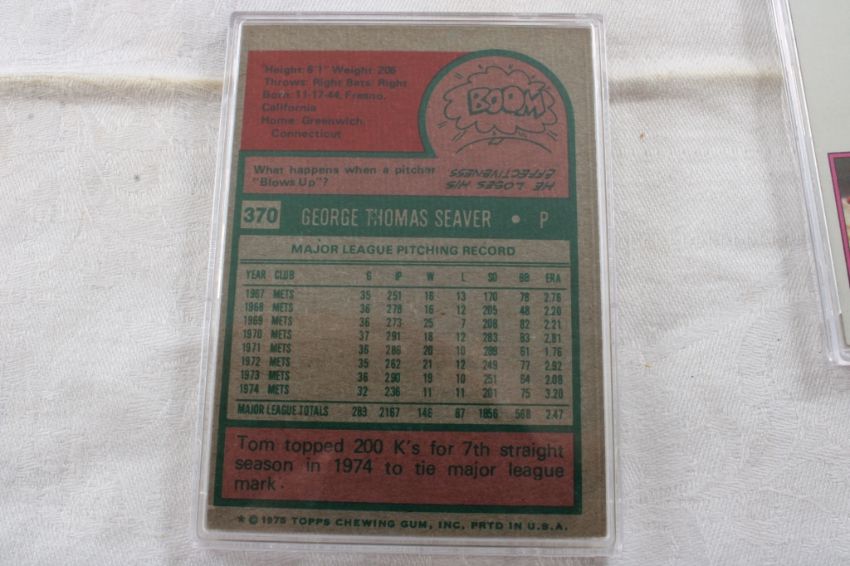 Height: 6'1" Weight: 206
Throws: Right Bats: Right
Born: 11-17-44, Fresno,
California
Home: Greenwich,
Connecticut
BOOM
What happens when a pitcher
"Blows Up"?
HE LOSES HIS
EFFECTIVENESS
370 GEORGE THOMAS SEAVER • P
MAJOR LEAGUE PITCHING RECORD
YEAR CLUB G IP W L SO BB ERA
1967 METS 35 251 16 13 170 78 2.76
1968 METS 36 278 16 12 205 48 2.20
1969 METS 36 273 25 7 208 82 2.21
1970 METS 37 291 18 12 283 83 2.81
1971 METS 36 286 20 10 289 61 1.76
1972 METS 35 262 21 12 249 77 2.92
1973 METS 36 290 19 10 251 64 2.08
1974 METS 32 236 11 11 201 75 3.20
MAJOR LEAGUE TOTALS 283 2167 146 87 1856 568 2.47
Tom topped 200 K's for 7th straight
season in 1974 to tie major league
mark.
* © 1975 TOPPS CHEWING GUM, INC. PRTD IN U.S.A.